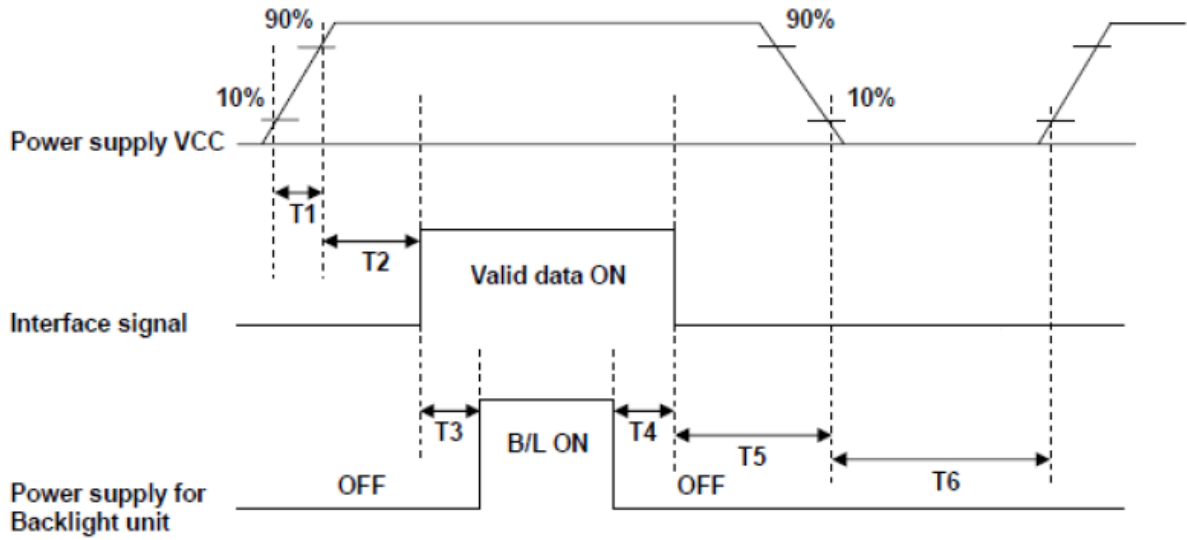 90%
90%
10%
10%
Power supply VCC
T1
T2
Valid data ON
Interface signal
T3
T4
B/L ON
T5
T6
OFF
OFF
Power supply for
Backlight unit